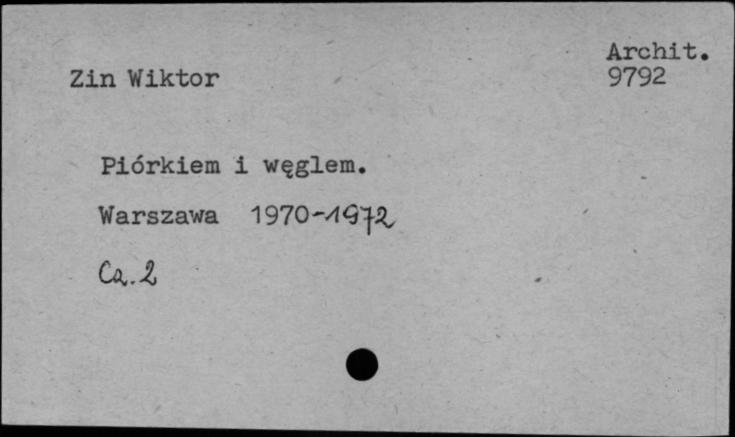 Archit.
9792
Zin Wiktor
Piórkiem i węglem.
Warszawa 1970-1972
Cz. 2